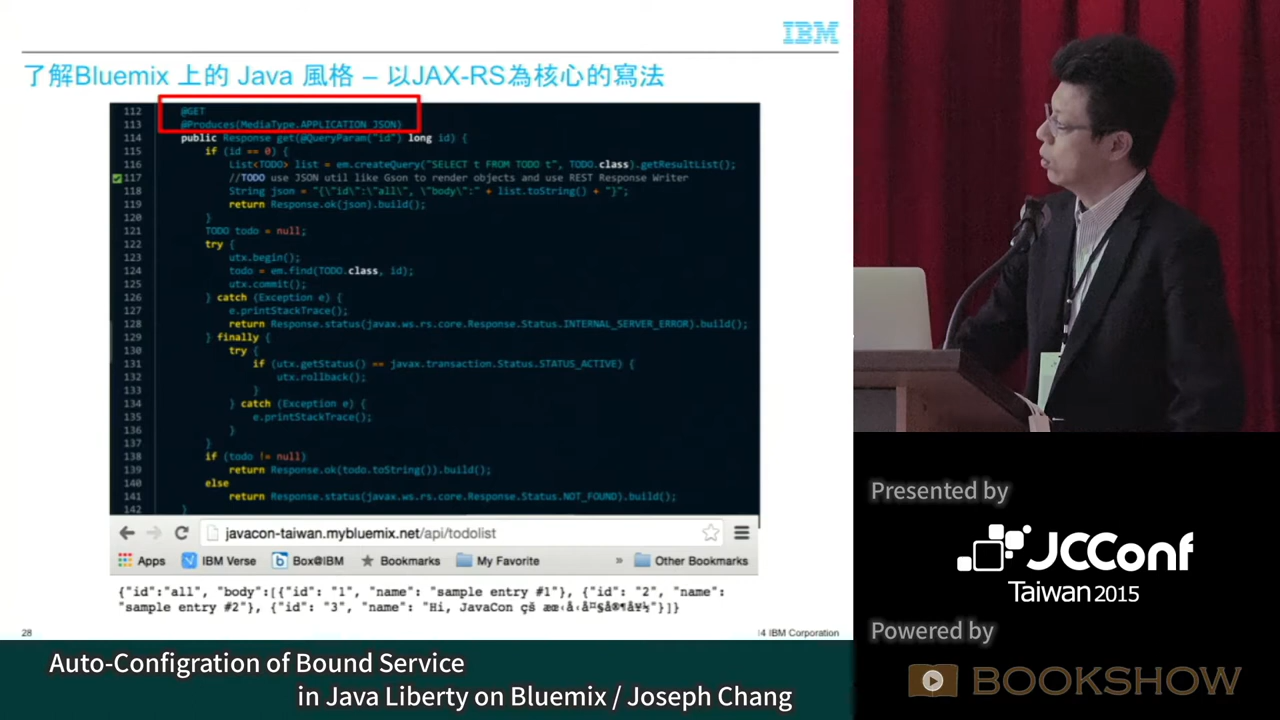 IBM
了解Bluemix 上的 Java 風格 – 以JAX-RS為核心的寫法
112 @GET
113 @Produces(MediaType.APPLICATION_JSON)
114 public Response get(@QueryParam("id") long id) {
115 if (id == 0) {
116 List<TODO> list = em.createQuery("SELECT t FROM TODO t", TODO.class).getResultList();
117 //TODO use JSON util like Gson to render objects and use REST Response Writer
118 String json = "{\"id\":\"all\", \"body\":" + list.toString() + "}";
119 return Response.ok(json).build();
120 }
121 TODO todo = null;
122 try {
123 utx.begin();
124 todo = em.find(TODO.class, id);
125 utx.commit();
126 } catch (Exception e) {
127 e.printStackTrace();
128 return Response.status(javax.ws.rs.core.Response.Status.INTERNAL_SERVER_ERROR).build();
129 } finally {
130 try {
131 if (utx.getStatus() == javax.transaction.Status.STATUS_ACTIVE) {
132 utx.rollback();
133 }
134 } catch (Exception e) {
135 e.printStackTrace();
136 }
137 }
138 if (todo != null)
139 return Response.ok(todo.toString()).build();
140 else
141 return Response.status(javax.ws.rs.core.Response.Status.NOT_FOUND).build();
142 }
javacon-taiwan.mybluemix.net/api/todolist
Apps IBM Verse Box@IBM Bookmarks My Favorite » Other Bookmarks
{"id":"all", "body":[{"id": "1", "name": "sample entry #1"}, {"id": "2", "name":
"sample entry #2"}, {"id": "3", "name": "Hi, JavaCon
28
4 IBM Corporation
Presented by
JCConf
Taiwan 2015
Powered by
BOOKSHOW
Auto-Configration of Bound Service
in Java Liberty on Bluemix / Joseph Chang